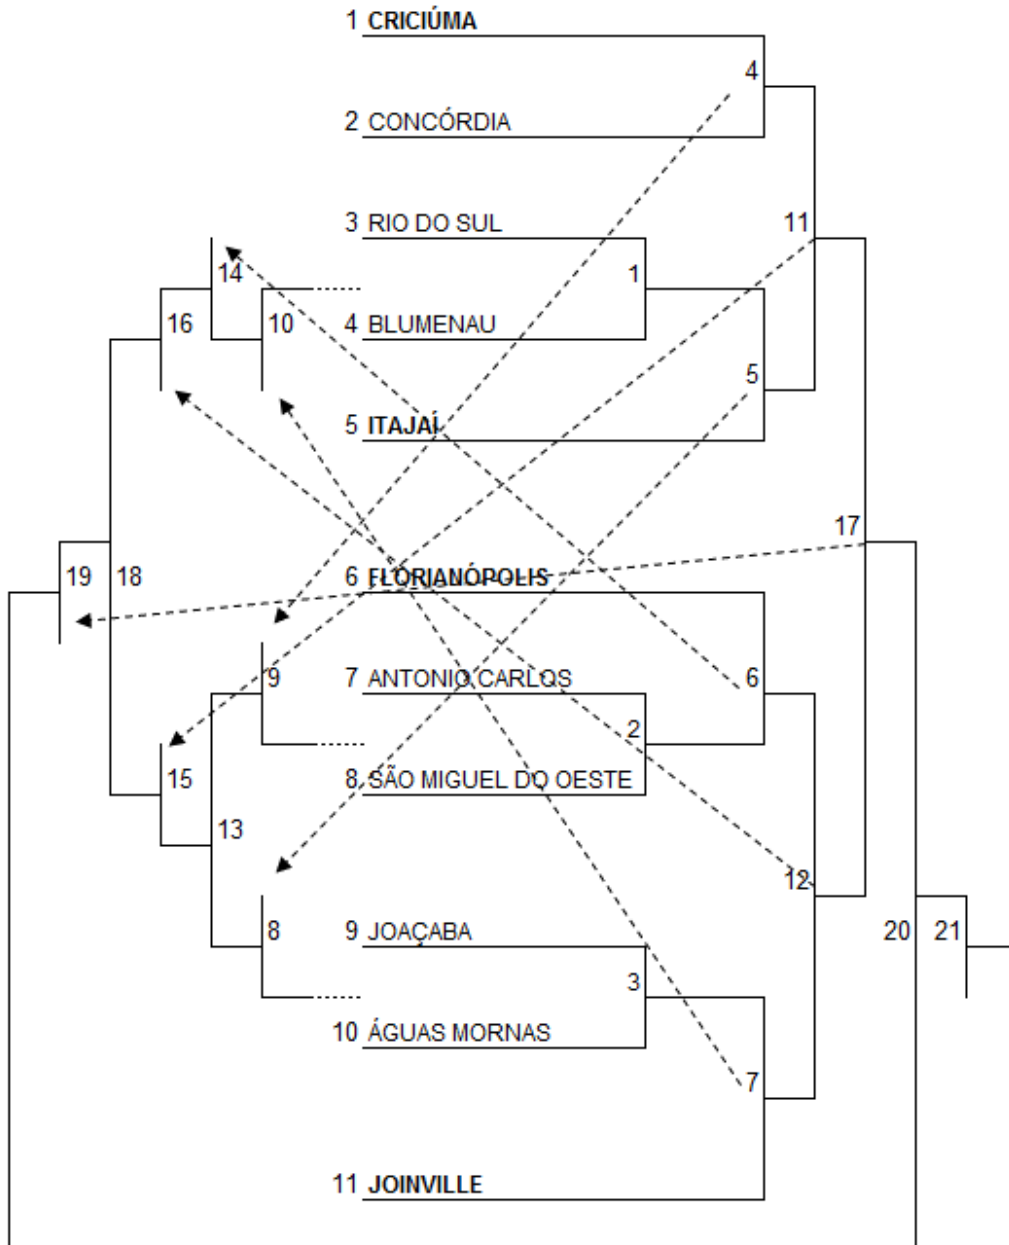 1 CRICIÚMA
4
2 CONCÓRDIA
3 RIO DO SUL
11
14
1
16
10
4 BLUMENAU
5
5 ITAJAÍ
17
19
18
6 FLORIANÓPOLIS
9
7 ANTONIO CARLOS
6
2
15
8 SÃO MIGUEL DO OESTE
13
12
8
9 JOAÇABA
20
21
3
10 ÁGUAS MORNAS
7
11 JOINVILLE